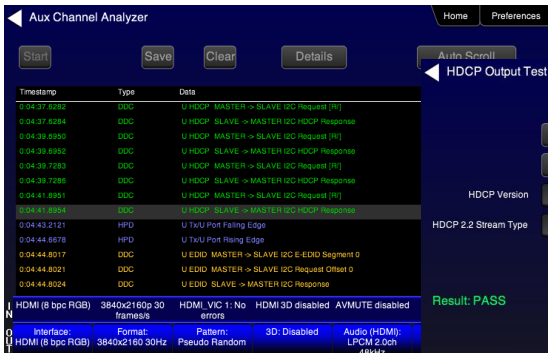 Aux Channel Analyzer
Home Preferences
Start Save Clear Details Auto Scroll
HDCP Output Test
Timestamp Type Data
0:04:37.6282 DDC U HDCP MASTER -> SLAVE I2C Request [Ri']
0:04:37.6284 DDC U HDCP SLAVE -> MASTER I2C HDCP Response
0:04:39.6950 DDC U HDCP MASTER -> SLAVE I2C Request [Ri']
0:04:39.6952 DDC U HDCP SLAVE -> MASTER I2C HDCP Response
0:04:39.7283 DDC U HDCP MASTER -> SLAVE I2C Request [Ri']
0:04:39.7286 DDC U HDCP SLAVE -> MASTER I2C HDCP Response
0:04:41.8951 DDC U HDCP MASTER -> SLAVE I2C Request [Ri']
0:04:41.8954 DDC U HDCP SLAVE -> MASTER I2C HDCP Response
0:04:43.2121 HPD U Tx/U Port Falling Edge
0:04:44.6678 HPD U Tx/U Port Rising Edge
0:04:44.8017 DDC U EDID MASTER -> SLAVE I2C E-EDID Segment 0
0:04:44.8021 DDC U EDID MASTER -> SLAVE I2C Request Offset 0
0:04:44.8024 DDC U EDID SLAVE -> MASTER I2C Response
HDCP Version
HDCP 2.2 Stream Type
Result: PASS
IN
HDMI (8 bpc RGB)
3840x2160p 30
frames/s
HDMI_VIC 1: No
errors
HDMI 3D disabled
AVMUTE disabled
OUT
Interface:
HDMI (8 bpc RGB)
Format:
3840x2160 30Hz
Pattern:
Pseudo Random
3D: Disabled
Audio (HDMI):
LPCM 2.0ch
48kHz